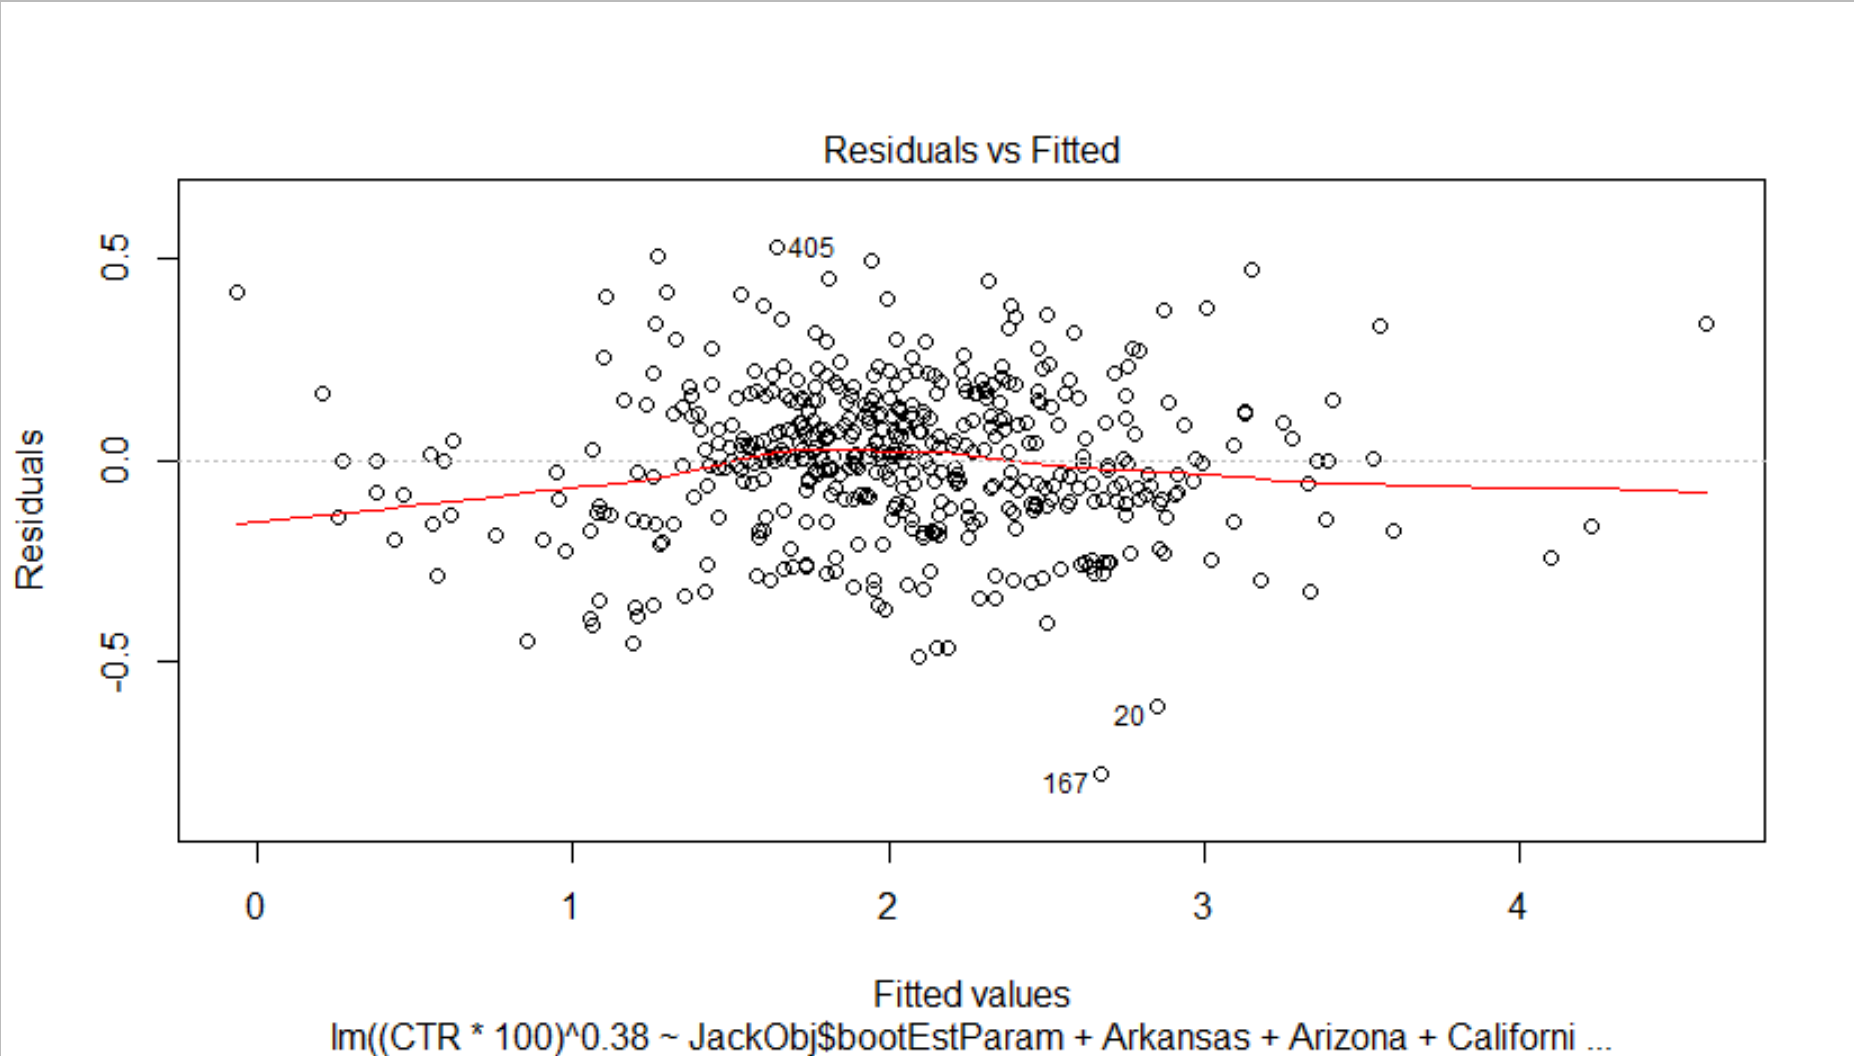 Residuals vs Fitted
Residuals
0.5
0.0
-0.5
405
20
167
0 1 2 3 4
Fitted values
lm((CTR * 100)^0.38 ~ JackObj$bootEstParam + Arkansas + Arizona + Californi ...